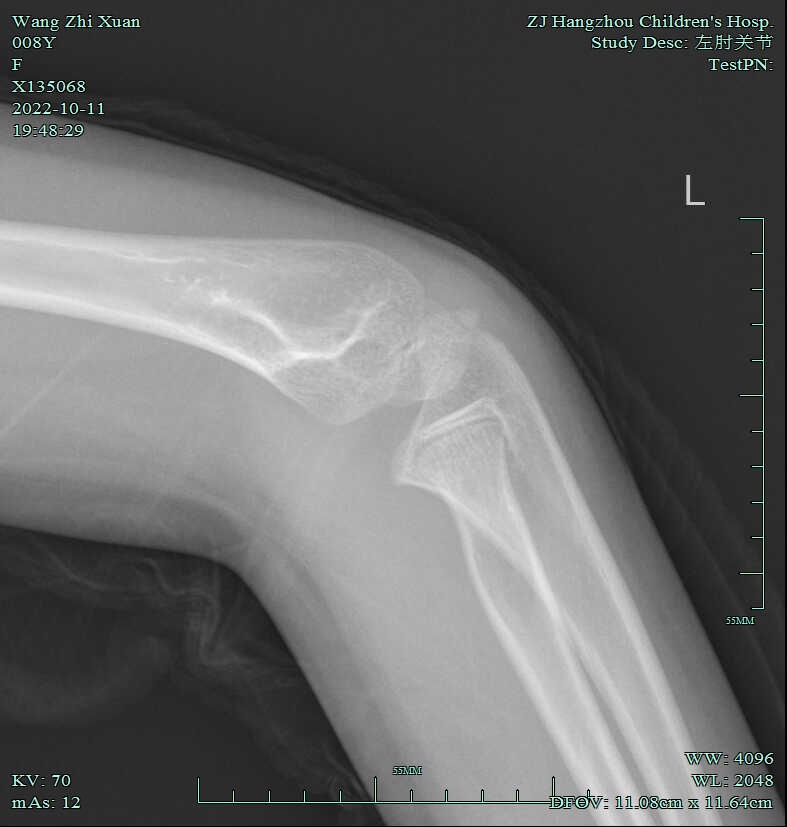 Wang Zhi Xuan
008Y
F
X135068
2022-10-11
19:48:29
ZJ Hangzhou Children's Hosp.
Study Desc: 左肘关节
TestPN:
L
55MM
55MM
KV: 70
mAs: 12
WW: 4096
WL: 2048
DFOV: 11.08cm x 11.64cm